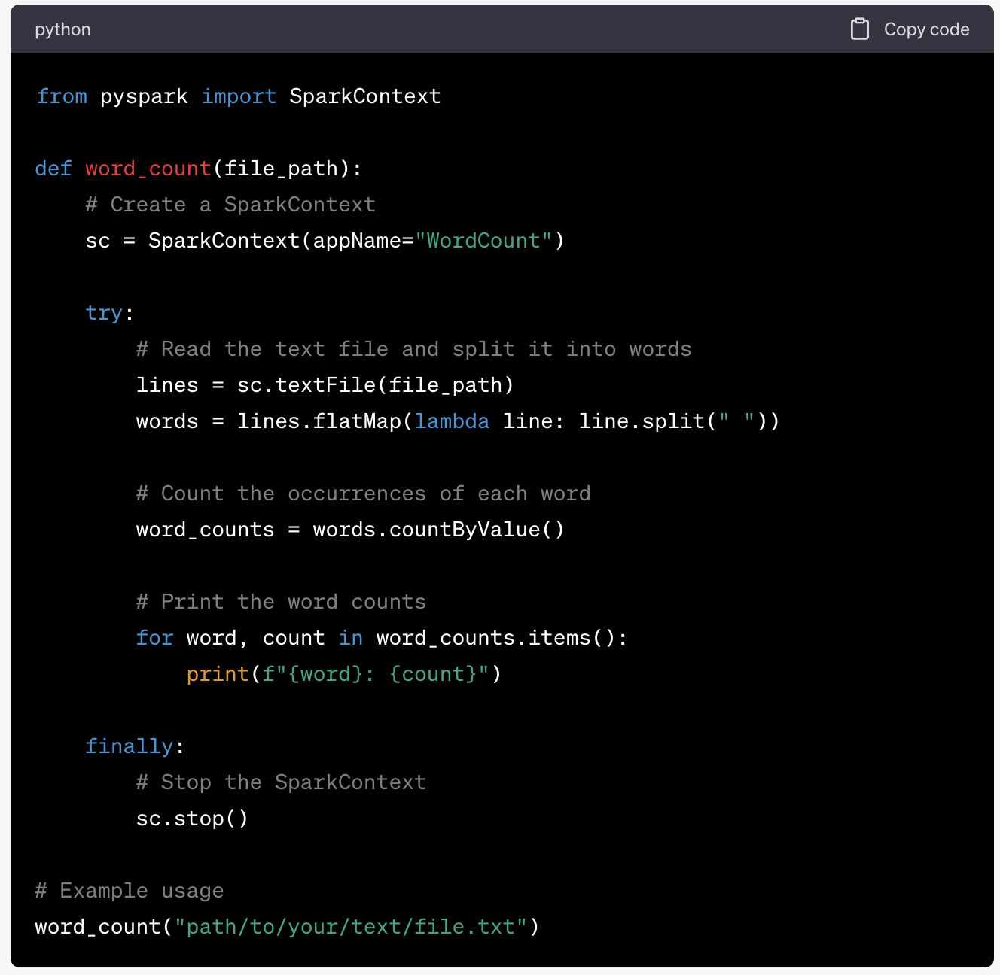 python
Copy code
from pyspark import SparkContext
def word_count(file_path):
    # Create a SparkContext
    sc = SparkContext(appName="WordCount")
    try:
        # Read the text file and split it into words
        lines = sc.textFile(file_path)
        words = lines.flatMap(lambda line: line.split(" "))
        # Count the occurrences of each word
        word_counts = words.countByValue()
        # Print the word counts
        for word, count in word_counts.items():
            print(f"{word}: {count}")
    finally:
        # Stop the SparkContext
        sc.stop()
# Example usage
word_count("path/to/your/text/file.txt")